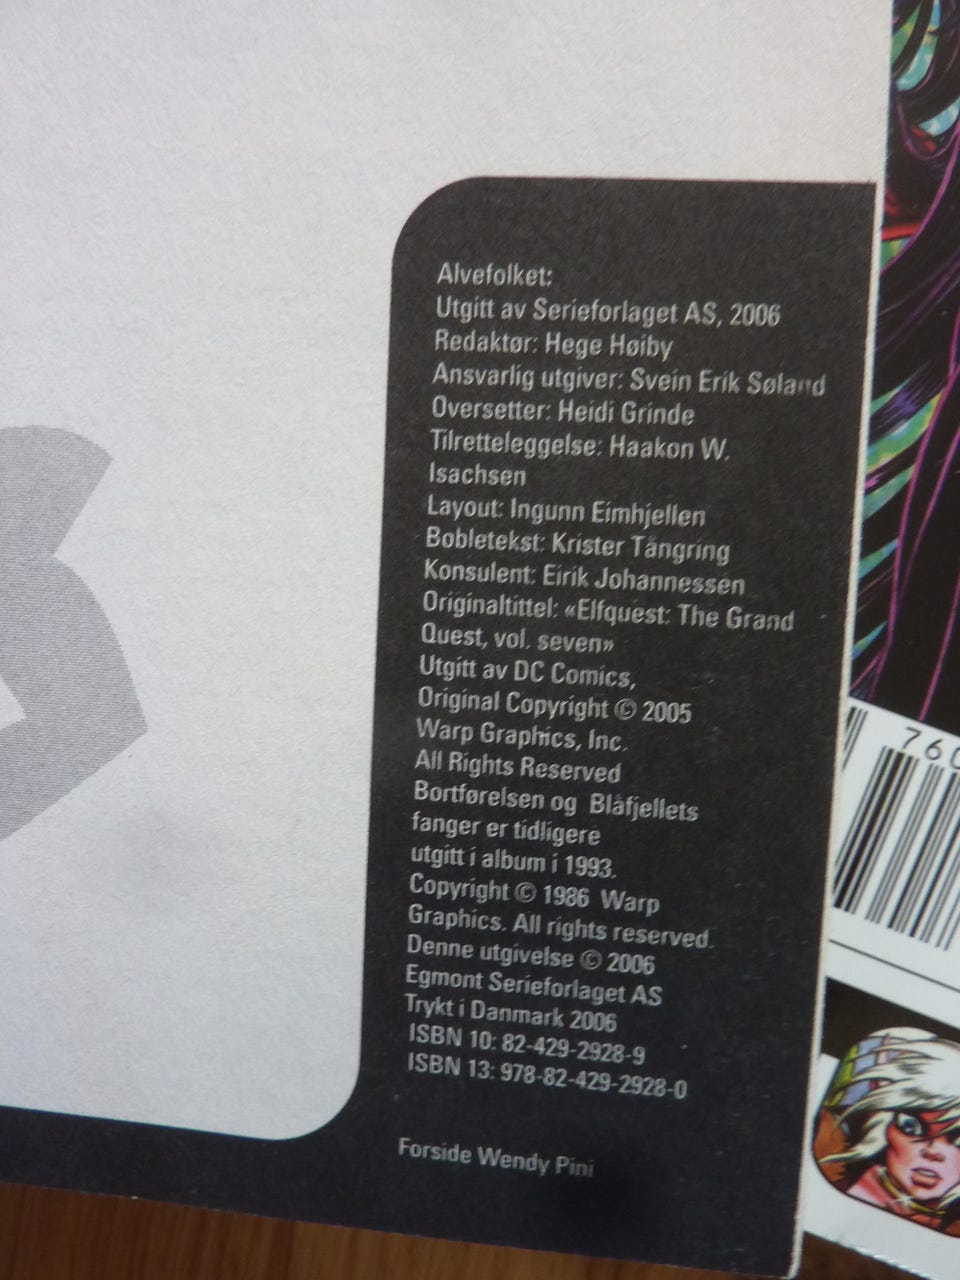 Alvefolket:
Utgitt av Serieforlaget AS, 2006
Redaktør: Hege Høiby
Ansvarlig utgiver: Svein Erik Søland
Oversetter: Heidi Grinde
Tilretteleggelse: Haakon W.
Isachsen
Layout: Ingunn Eimhjellen
Bobletekst: Krister Tångring
Konsulent: Eirik Johannessen
Originaltittel: «Elfquest: The Grand
Quest, vol. seven»
Utgitt av DC Comics,
Original Copyright © 2005
Warp Graphics, Inc.
All Rights Reserved
Bortførelsen og Blåfjellets
fanger er tidligere
utgitt i album i 1993.
Copyright © 1986 Warp
Graphics. All rights reserved.
Denne utgivelse © 2006
Egmont Serieforlaget AS
Trykt i Danmark 2006
ISBN 10: 82-429-2928-9
ISBN 13: 978-82-429-2928-0
Forside Wendy Pini
760